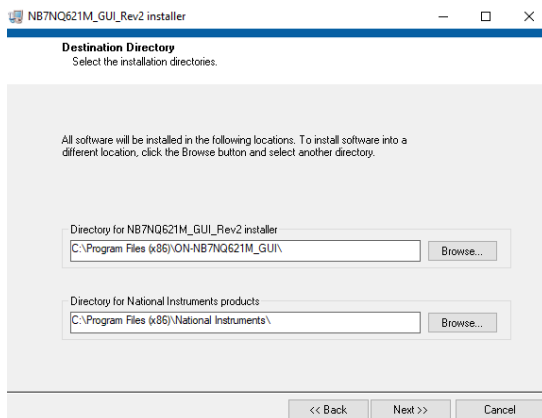 NB7NQ621M_GUI_Rev2 installer
Destination Directory
Select the installation directories.
All software will be installed in the following locations. To install software into a
different location, click the Browse button and select another directory.
Directory for NB7NQ621M_GUI_Rev2 installer
C:\Program Files (x86)\ON-NB7NQ621M_GUI\
Browse...
Directory for National Instruments products
C:\Program Files (x86)\National Instruments\
Browse...
<< Back
Next >>
Cancel